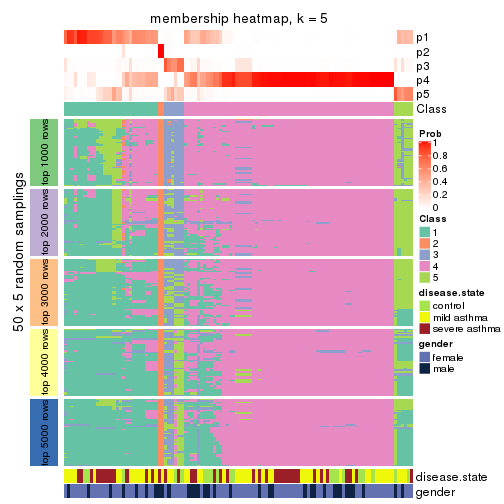 membership heatmap, k = 5
p1
p2
p3
p4
p5
Class
50 x 5 random samplings
top 1000 rows
top 2000 rows
top 3000 rows
top 4000 rows
top 5000 rows
Prob
1
0.8
0.6
0.4
0.2
0
Class
1
2
3
4
5
disease.state
control
mild asthma
severe asthma
gender
female
male
disease.state
gender